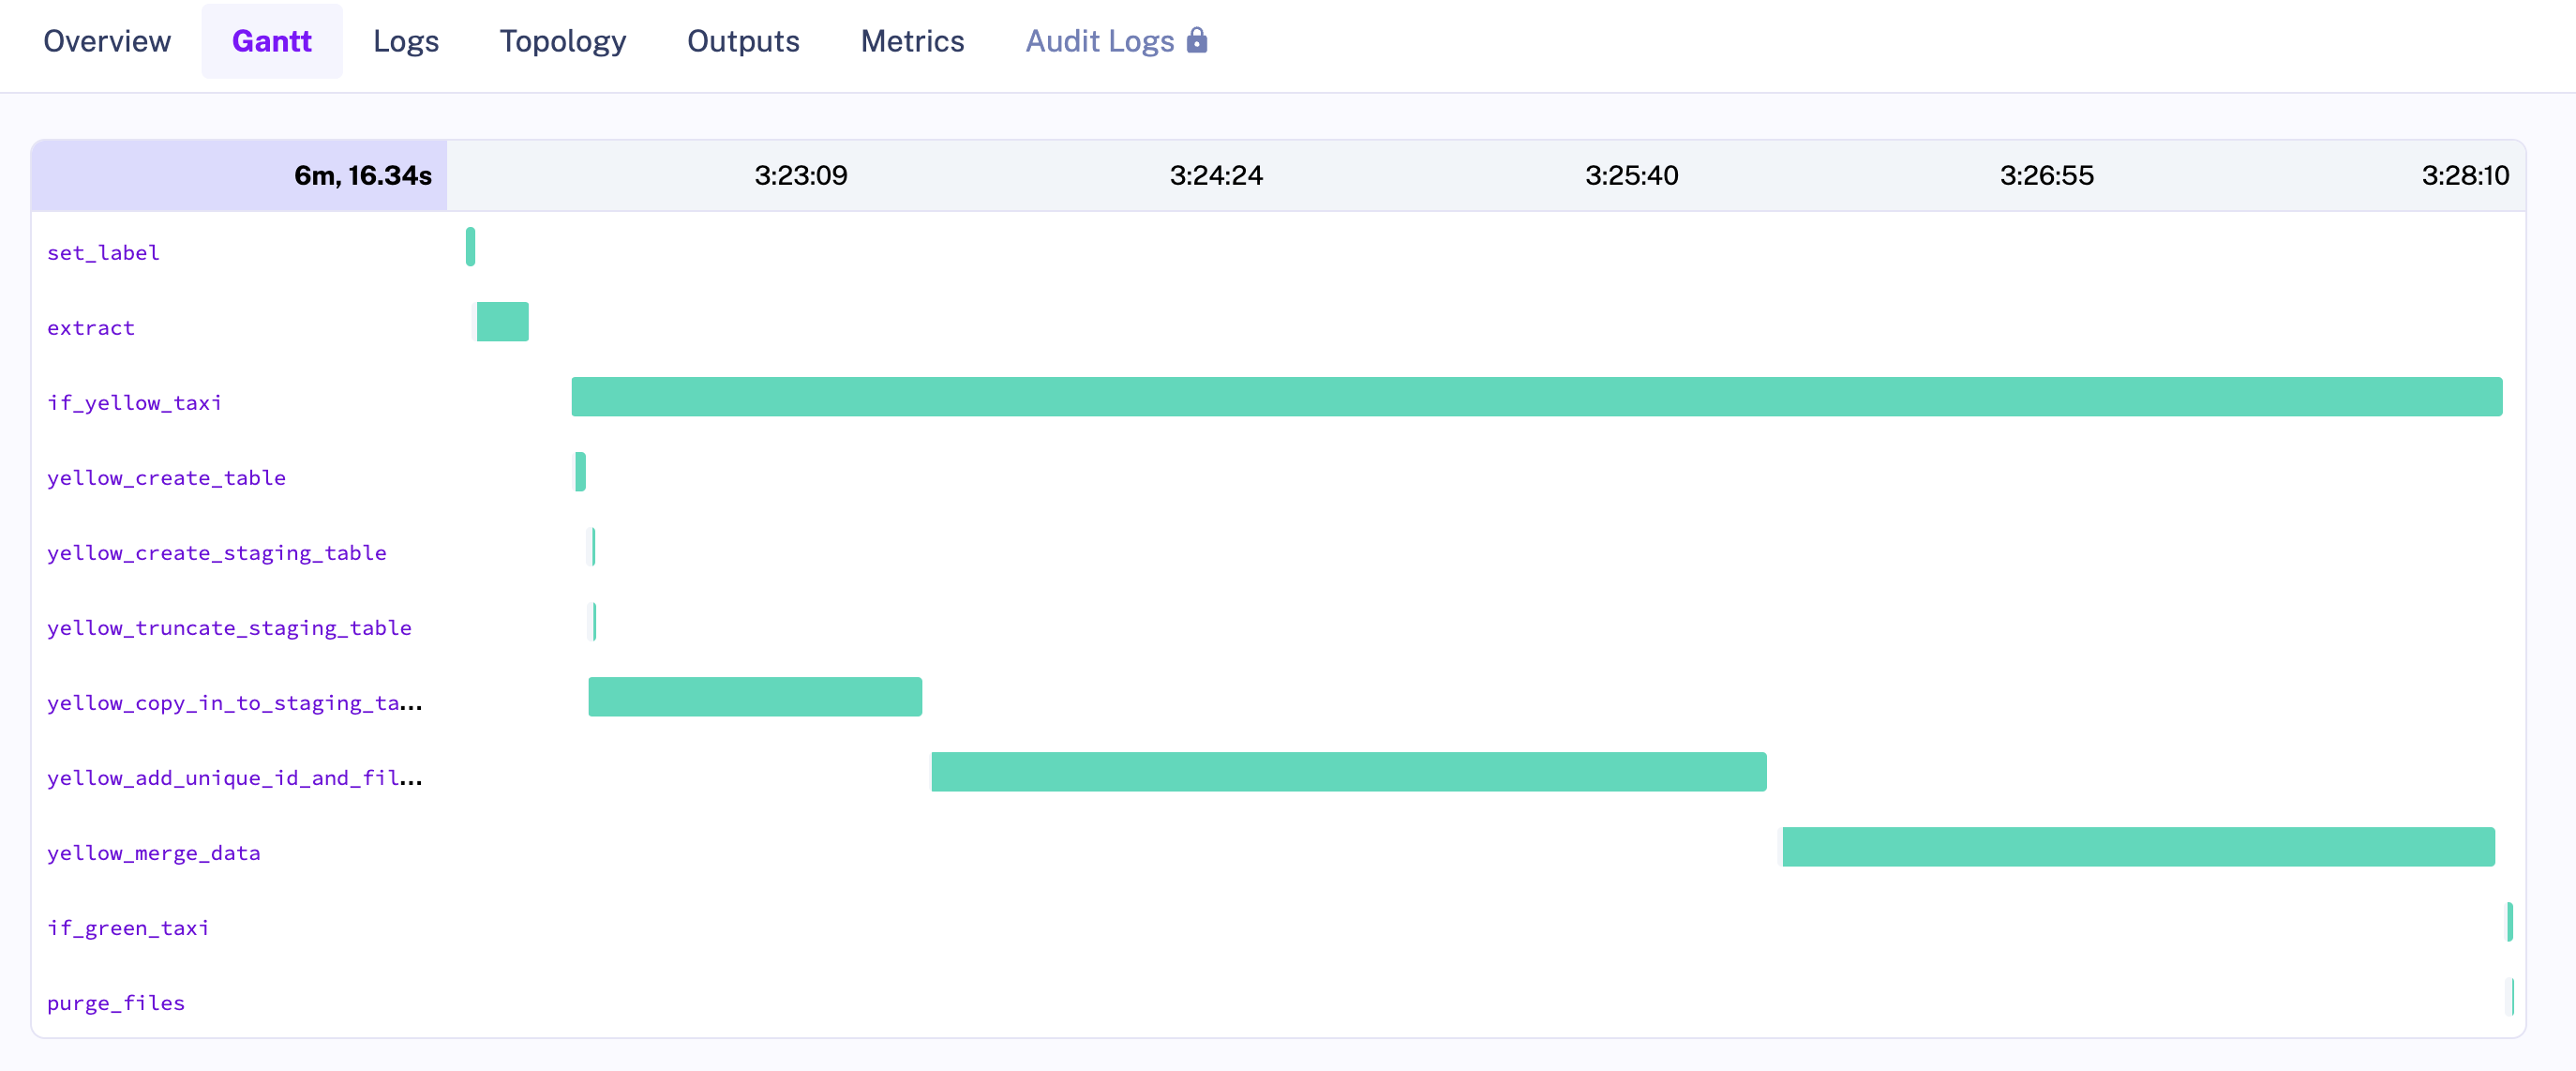 Overview Gantt Logs Topology Outputs Metrics Audit Logs
6m, 16.34s 3:23:09 3:24:24 3:25:40 3:26:55 3:28:10
set_label
extract
if_yellow_taxi
yellow_create_table
yellow_create_staging_table
yellow_truncate_staging_table
yellow_copy_in_to_staging_ta...
yellow_add_unique_id_and_fil...
yellow_merge_data
if_green_taxi
purge_files